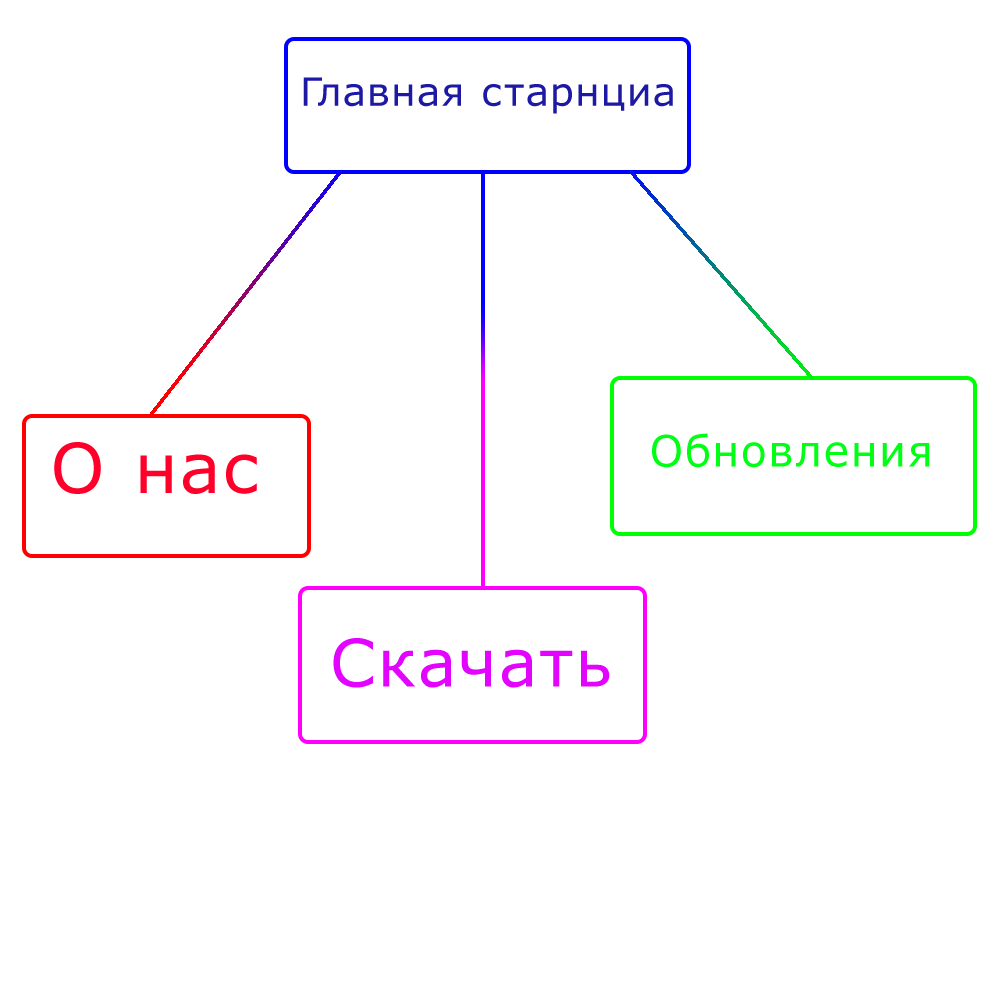 Главная старнциа
О нас
Обновления
Скачать